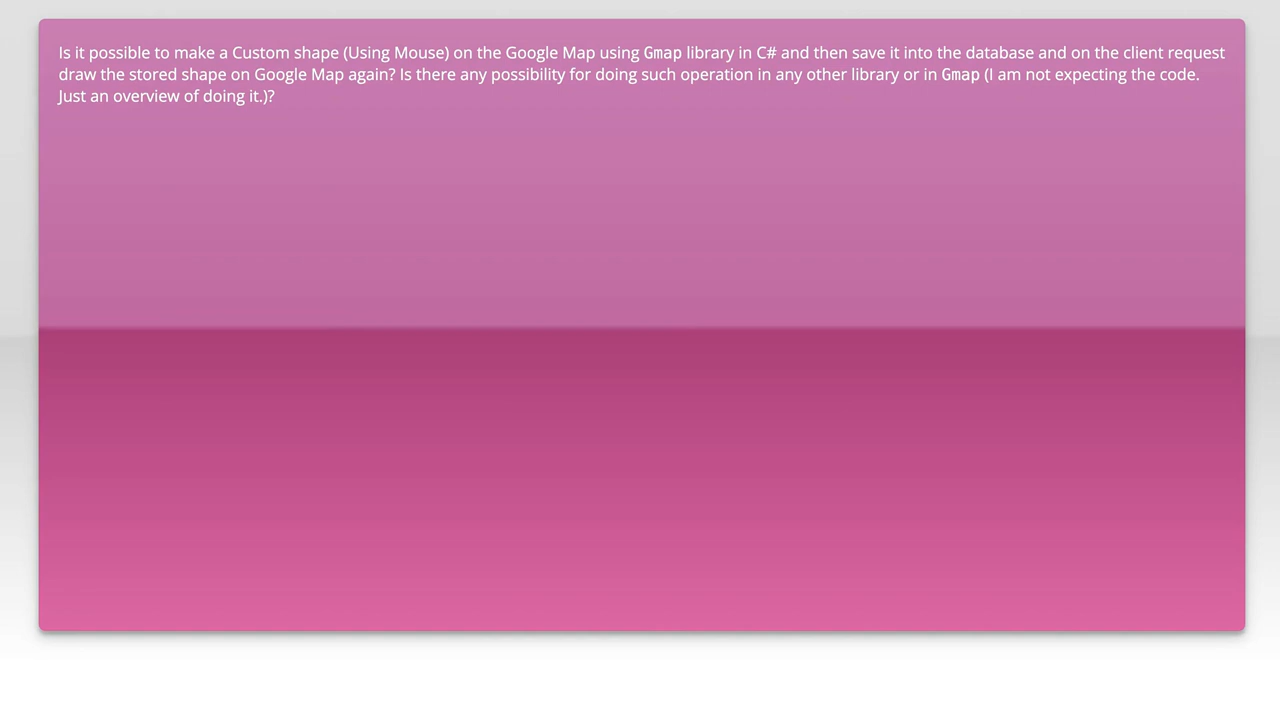 Is it possible to make a Custom shape (Using Mouse) on the Google Map using Gmap library in C# and then save it into the database and on the client request
draw the stored shape on Google Map again? Is there any possibility for doing such operation in any other library or in Gmap (I am not expecting the code.
Just an overview of doing it.)?